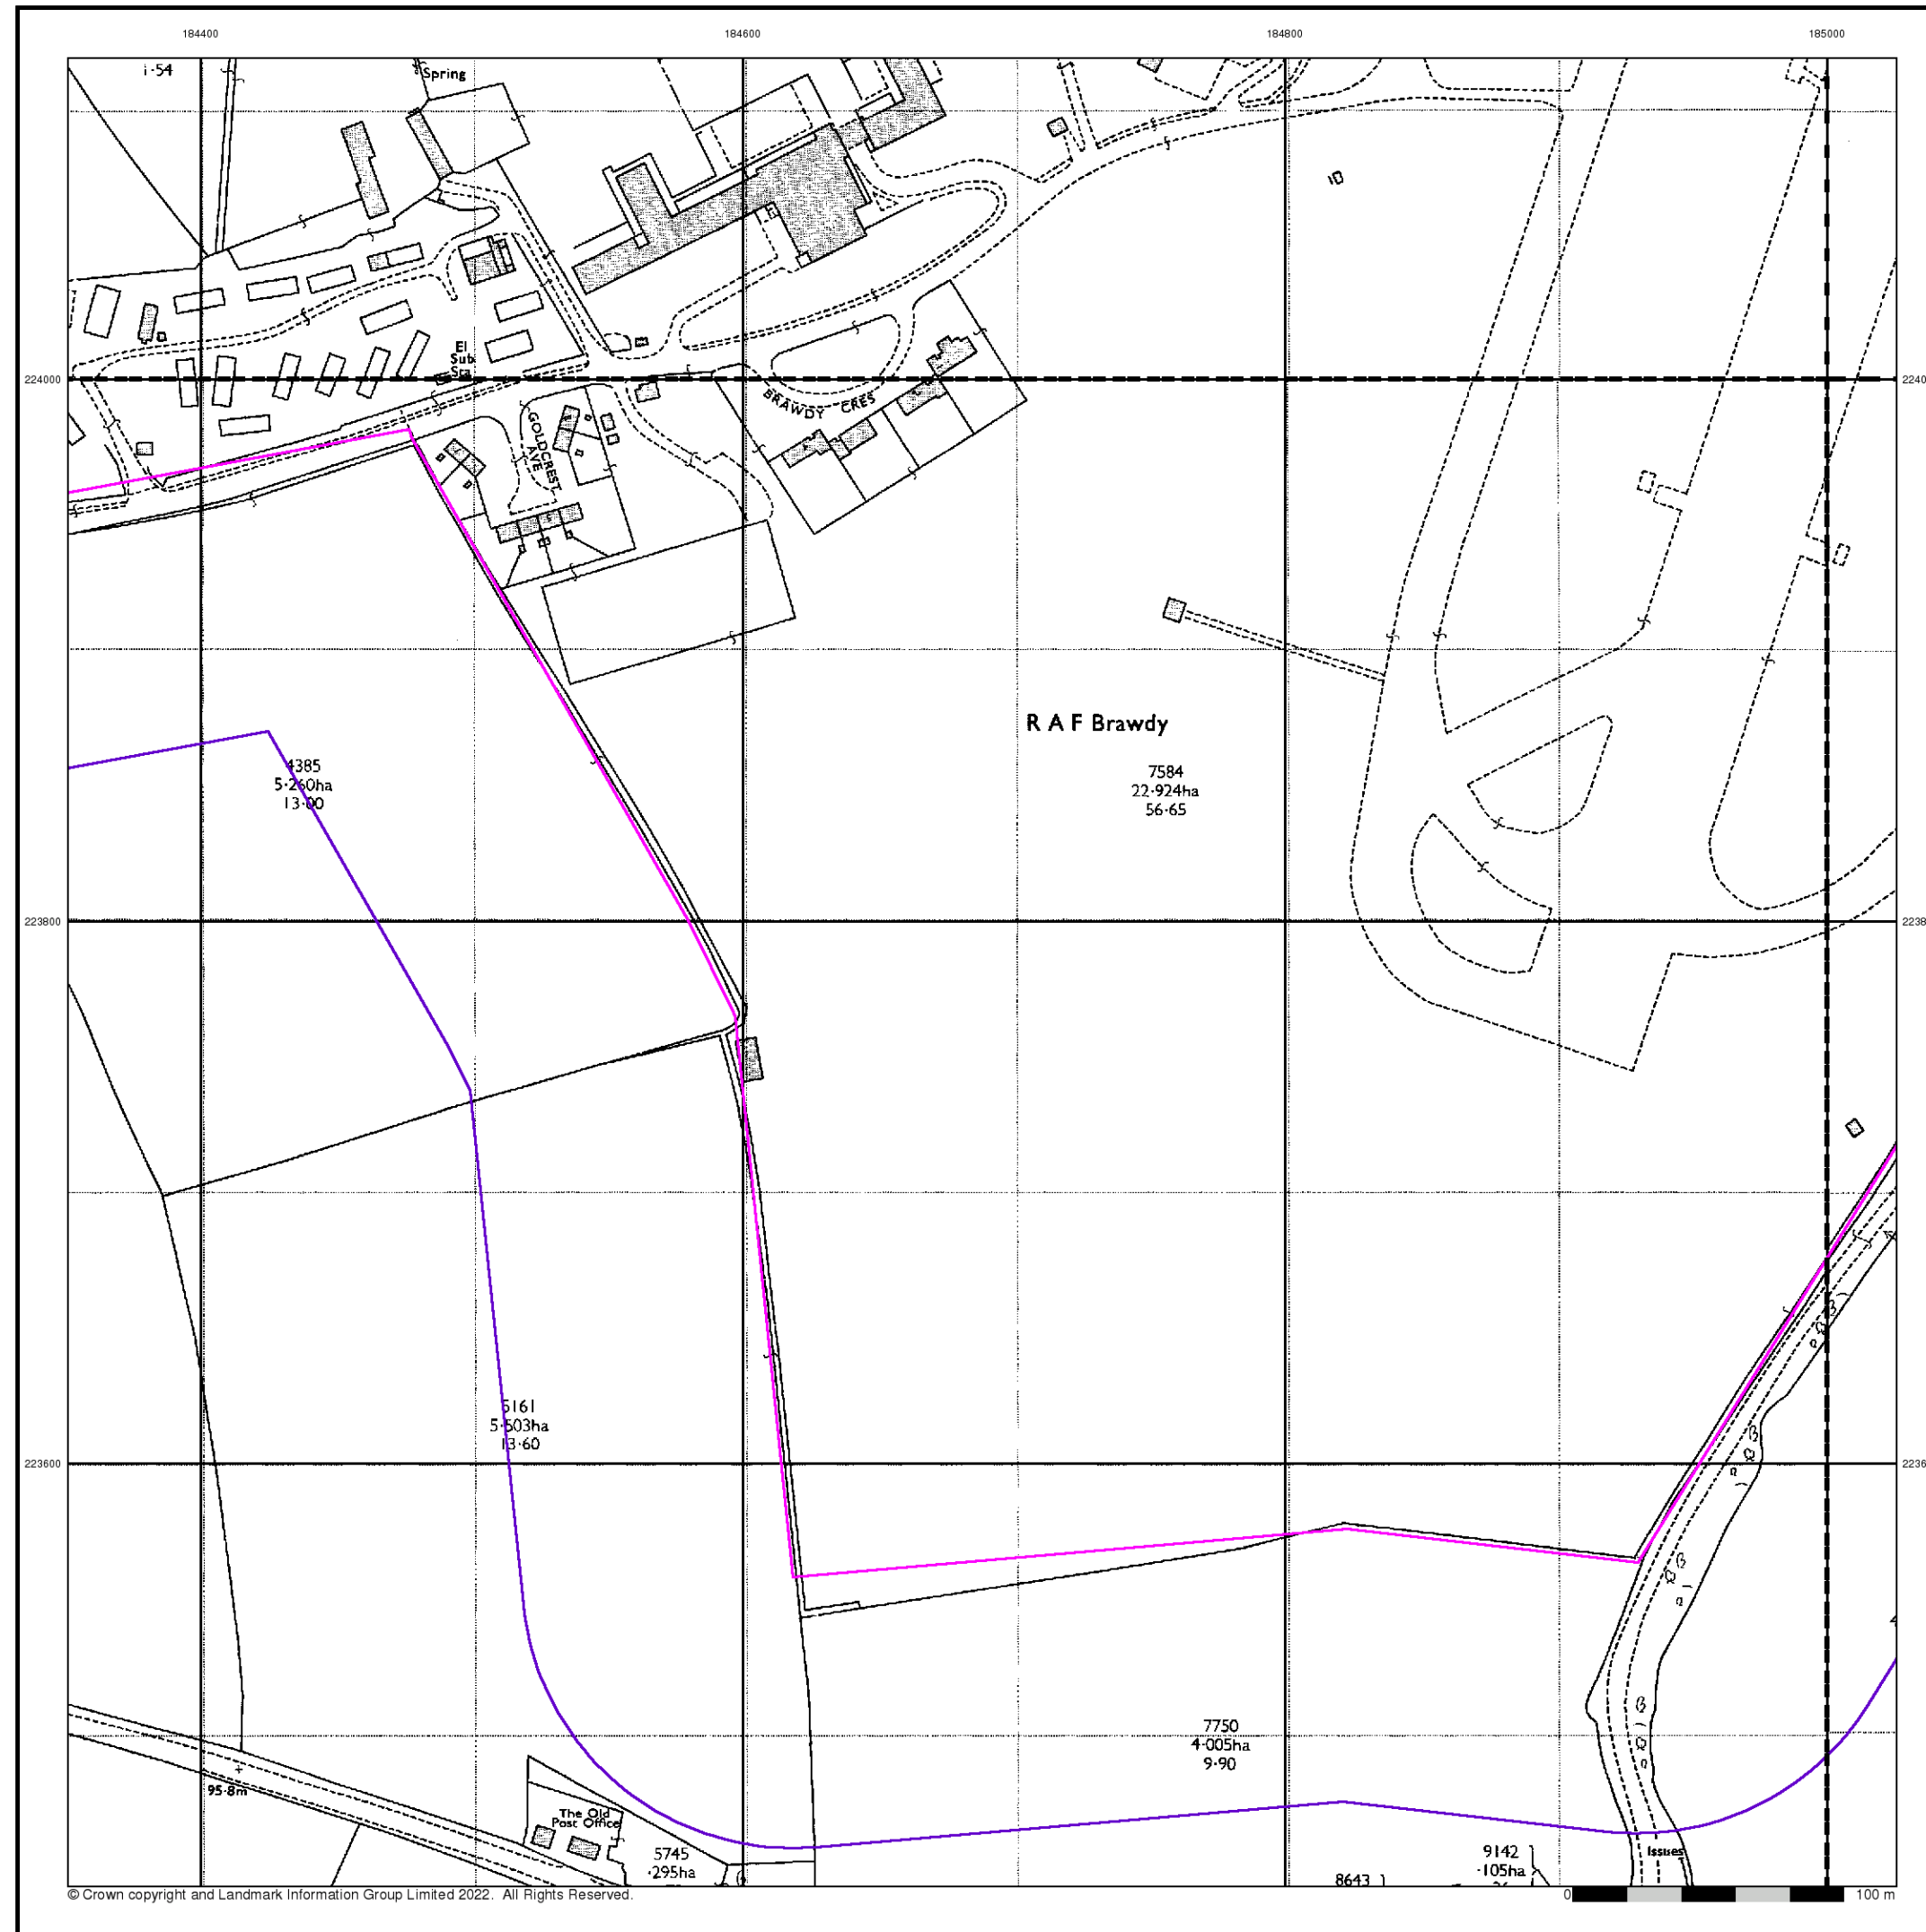 184400
184600
184800
185000
1·54
Spring
El
Sub
Sta
224000
2240
BRAWDY CRES
GOLDCREST
AVE
R A F Brawdy
4385
5·260ha
13·00
7584
22·924ha
56·65
223800
2238
5161
5·503ha
13·60
223600
2236
7750
4·005ha
9·90
95·8m
The Old
Post Office
5745
·295ha
9142
·105ha
8643
Issues
© Crown copyright and Landmark Information Group Limited 2022. All Rights Reserved.
0
100 m